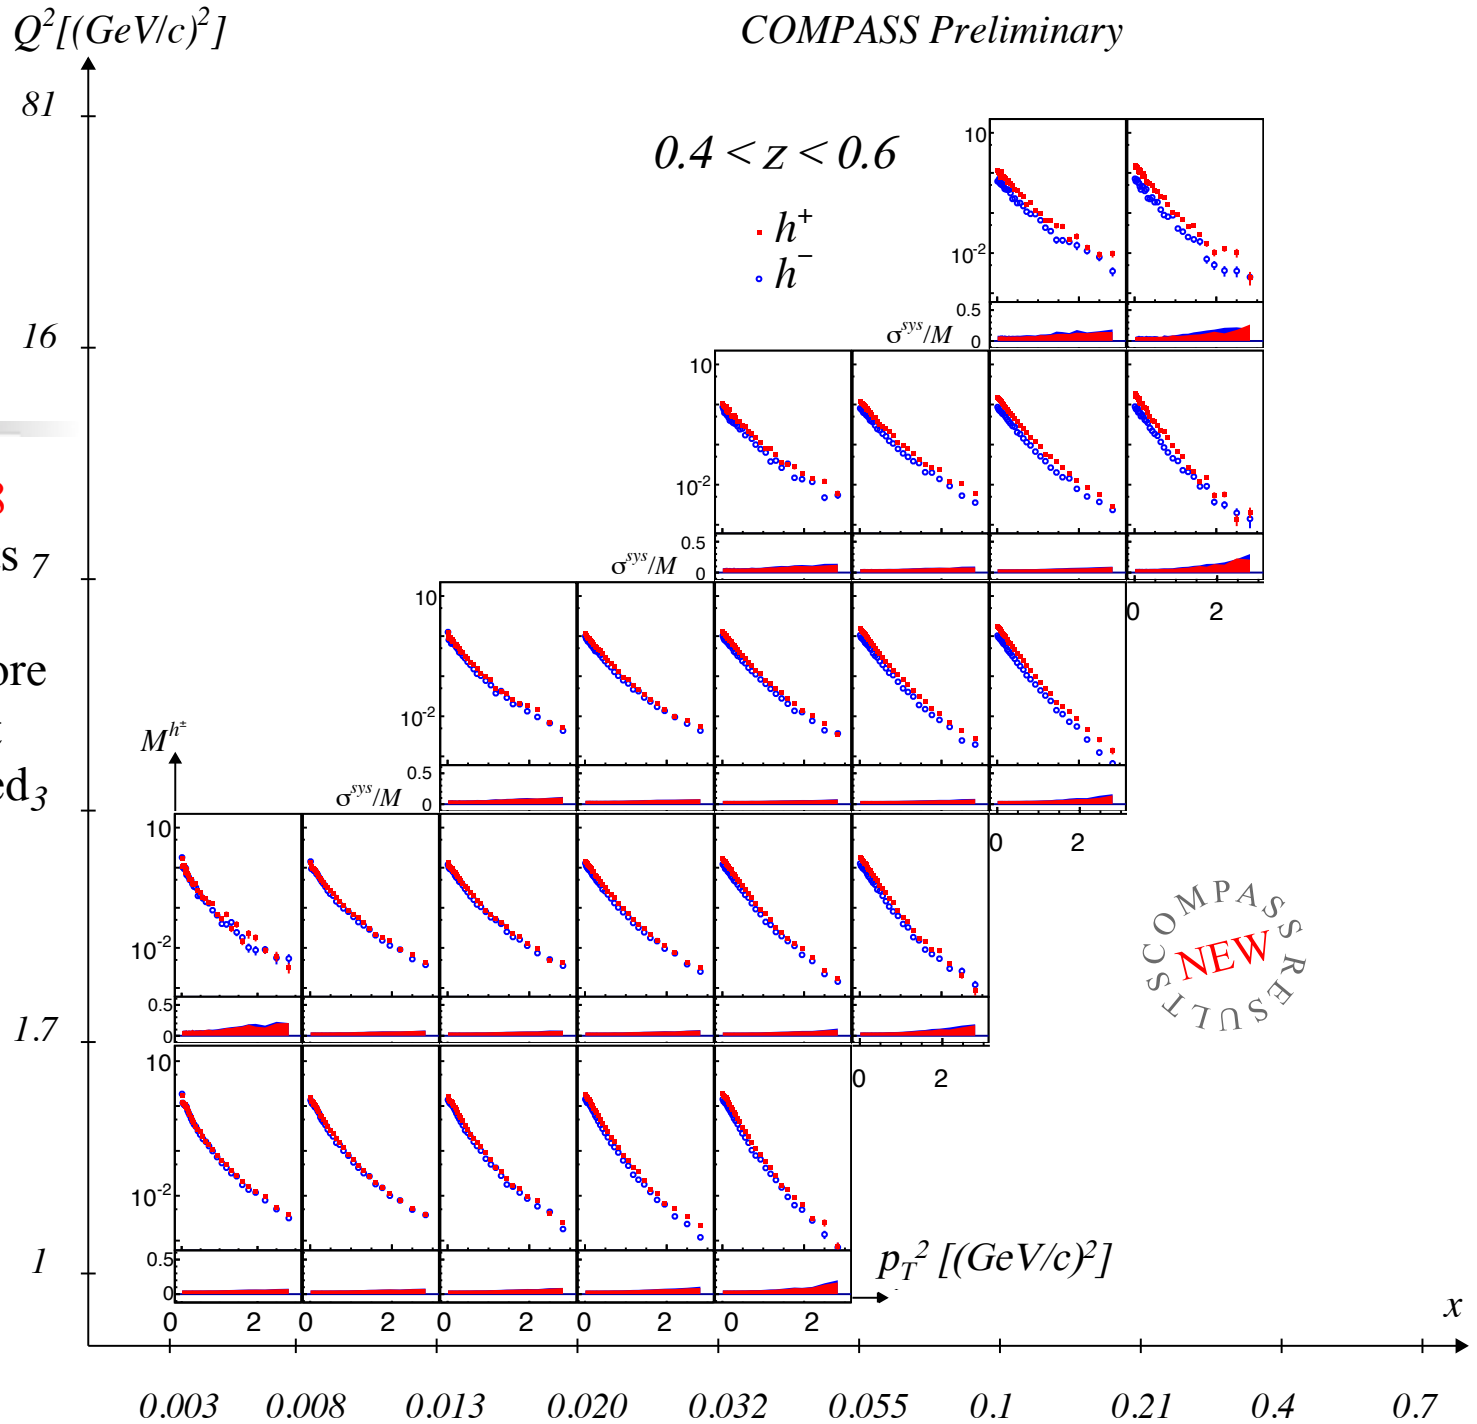 Q²[(GeV/c)²]
COMPASS Preliminary
81
0.4 < z < 0.6
h⁺
h⁻
10
10⁻²
0.5
0
σ^sys/M
16
10
10⁻²
0.5
0
σ^sys/M
s
7
0 2
10
10⁻²
ore
M^h±
0.5
0
σ^sys/M
ed
3
0 2
10
10⁻²
0.5
0
COMPASS RESULTS
NEW
1.7
0 2
10
10⁻²
0.5
0
1
p_T² [(GeV/c)²]
0 2 0 2 0 2 0 2 0 2
x
0.003 0.008 0.013 0.020 0.032 0.055 0.1 0.21 0.4 0.7